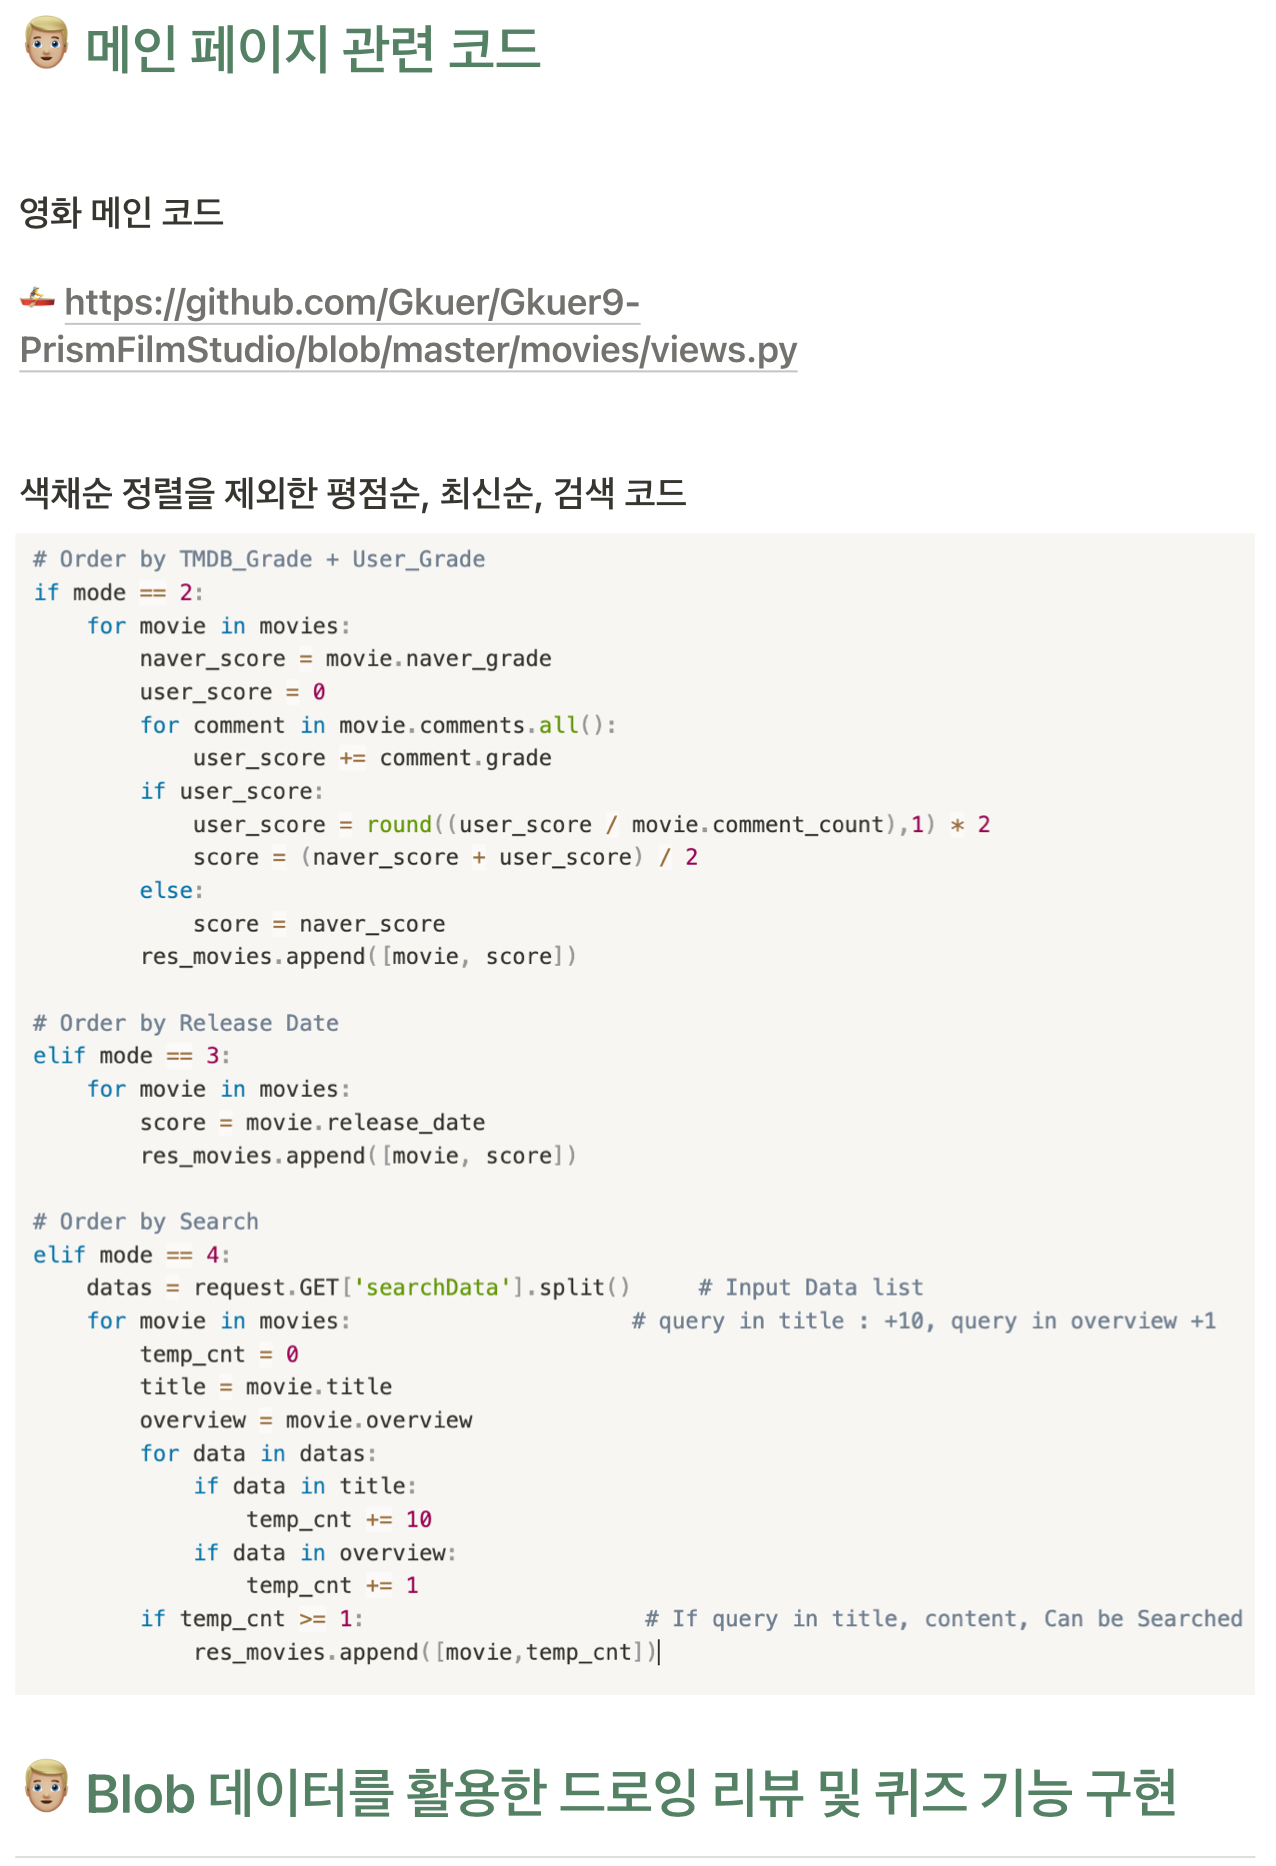 메인 페이지 관련 코드
영화 메인 코드
https://github.com/Gkuer/Gkuer9-
PrismFilmStudio/blob/master/movies/views.py
색채순 정렬을 제외한 평점순, 최신순, 검색 코드
# Order by TMDB_Grade + User_Grade
if mode == 2:
    for movie in movies:
        naver_score = movie.naver_grade
        user_score = 0
        for comment in movie.comments.all():
            user_score += comment.grade
        if user_score:
            user_score = round((user_score / movie.comment_count),1) * 2
            score = (naver_score + user_score) / 2
        else:
            score = naver_score
        res_movies.append([movie, score])
# Order by Release Date
elif mode == 3:
    for movie in movies:
        score = movie.release_date
        res_movies.append([movie, score])
# Order by Search
elif mode == 4:
    datas = request.GET['searchData'].split()     # Input Data list
    for movie in movies:                     # query in title : +10, query in overview +1
        temp_cnt = 0
        title = movie.title
        overview = movie.overview
        for data in datas:
            if data in title:
                temp_cnt += 10
            if data in overview:
                temp_cnt += 1
        if temp_cnt >= 1:                     # If query in title, content, Can be Searched
            res_movies.append([movie,temp_cnt])
Blob 데이터를 활용한 드로잉 리뷰 및 퀴즈 기능 구현